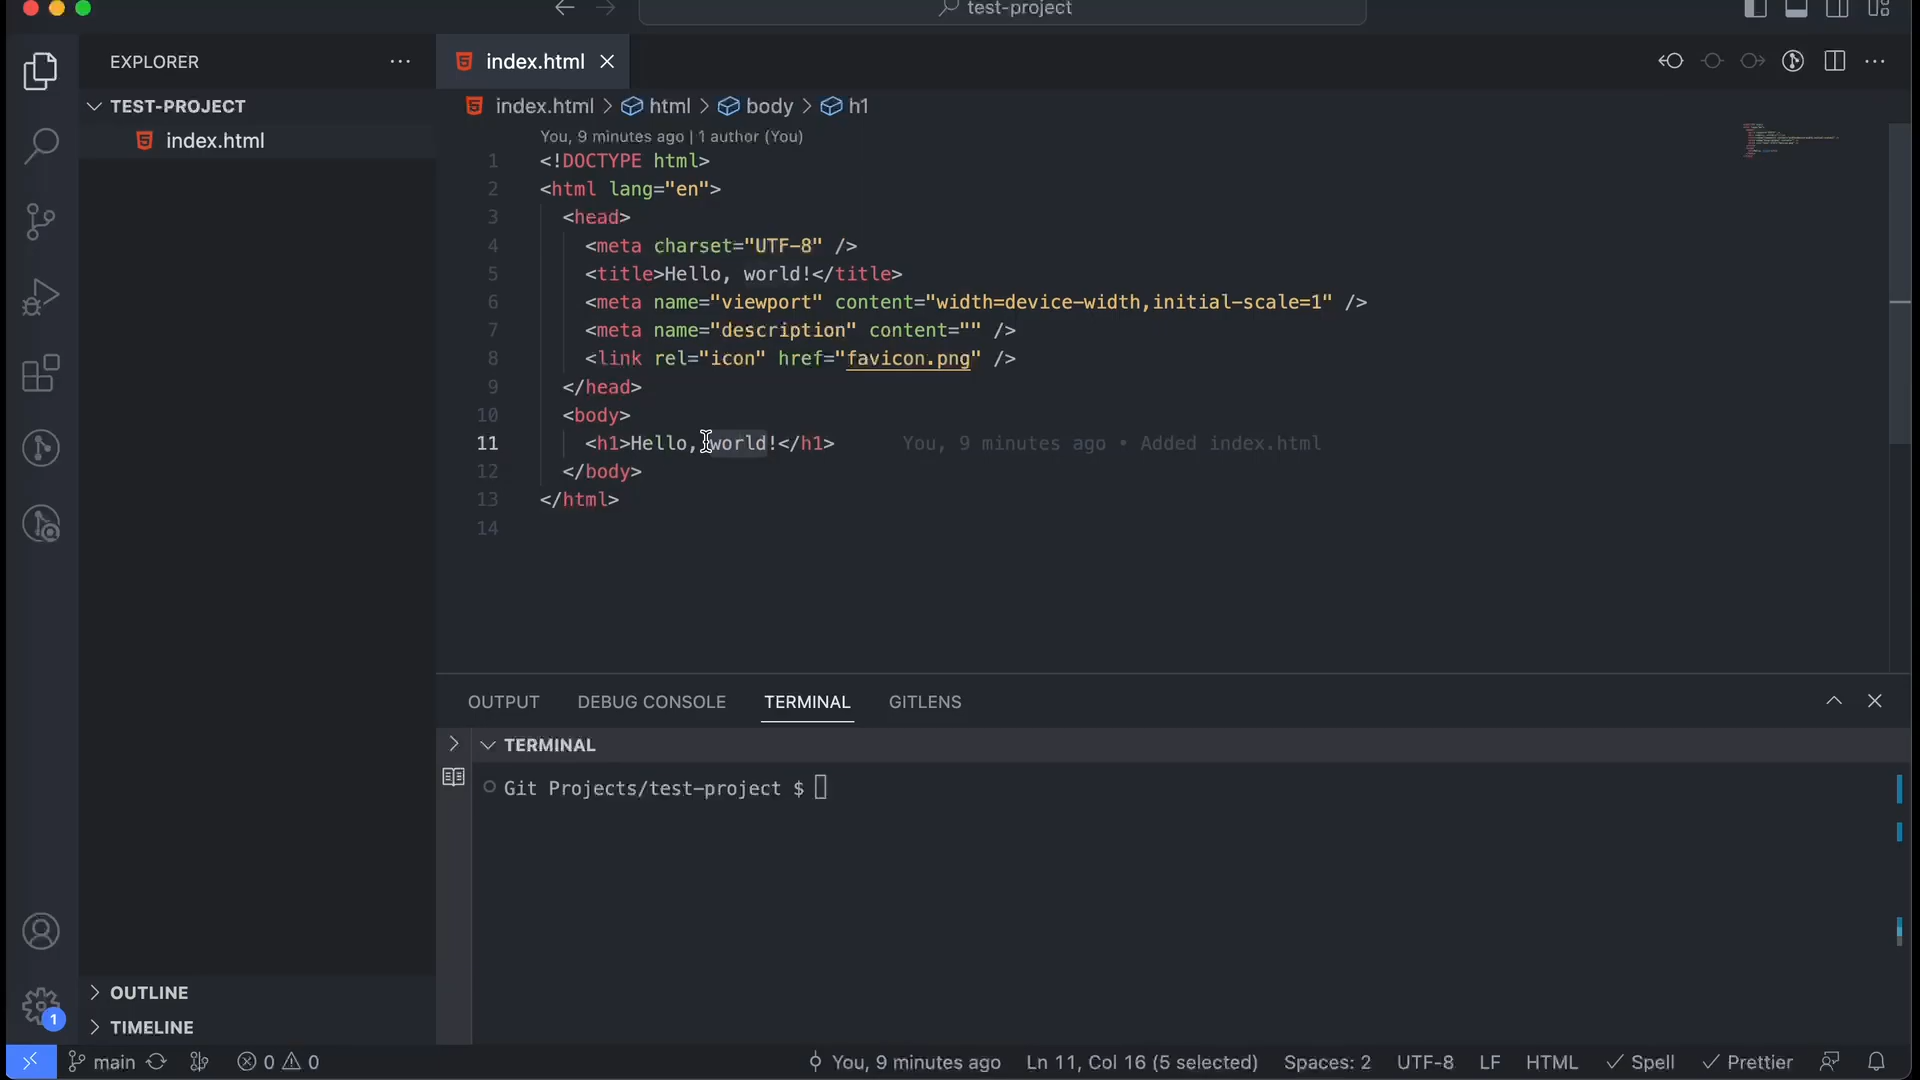 test-project
EXPLORER
TEST-PROJECT
index.html
index.html
index.html > html > body > h1
You, 9 minutes ago | 1 author (You)
1 <!DOCTYPE html>
2 <html lang="en">
3 <head>
4 <meta charset="UTF-8" />
5 <title>Hello, world!</title>
6 <meta name="viewport" content="width=device-width,initial-scale=1" />
7 <meta name="description" content="" />
8 <link rel="icon" href="favicon.png" />
9 </head>
10 <body>
11 <h1>Hello, world!</h1> You, 9 minutes ago • Added index.html
12 </body>
13 </html>
14
OUTPUT DEBUG CONSOLE TERMINAL GITLENS
TERMINAL
Git Projects/test-project $
OUTLINE
TIMELINE
1
main 0 0 You, 9 minutes ago Ln 11, Col 16 (5 selected) Spaces: 2 UTF-8 LF HTML Spell Prettier